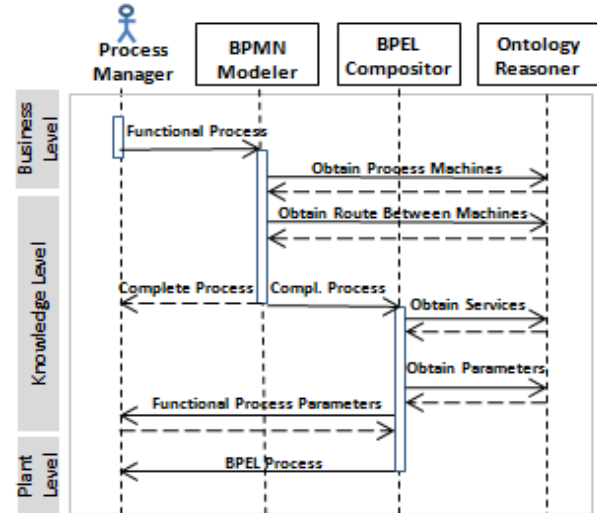 Process
Manager
BPMN
Modeler
BPEL
Compositor
Ontology
Reasoner
Business
Level
Functional Process
Obtain Process Machines
Obtain Route Between Machines
Knowledge Level
Complete Process
Compl. Process
Obtain Services
Obtain Parameters
Functional Process Parameters
Plant
Level
BPEL Process